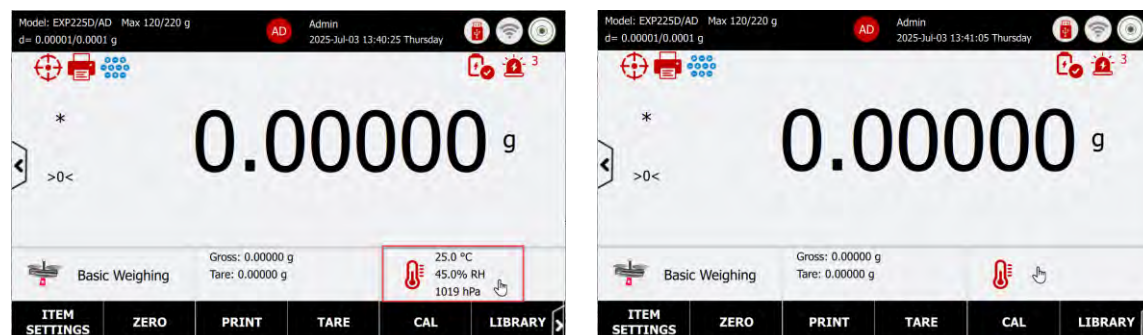 Model: EXP225D/AD Max 120/220 g
d= 0.00001/0.0001 g
AD
Admin
2025-Jul-03 13:40:25 Thursday
3
*
0.00000 g
>0<
Basic Weighing
Gross: 0.00000 g
Tare: 0.00000 g
25.0 °C
45.0% RH
1019 hPa
ITEM SETTINGS
ZERO
PRINT
TARE
CAL
LIBRARY
Model: EXP225D/AD Max 120/220 g
d= 0.00001/0.0001 g
AD
Admin
2025-Jul-03 13:41:05 Thursday
3
*
0.00000 g
>0<
Basic Weighing
Gross: 0.00000 g
Tare: 0.00000 g
ITEM SETTINGS
ZERO
PRINT
TARE
CAL
LIBRARY